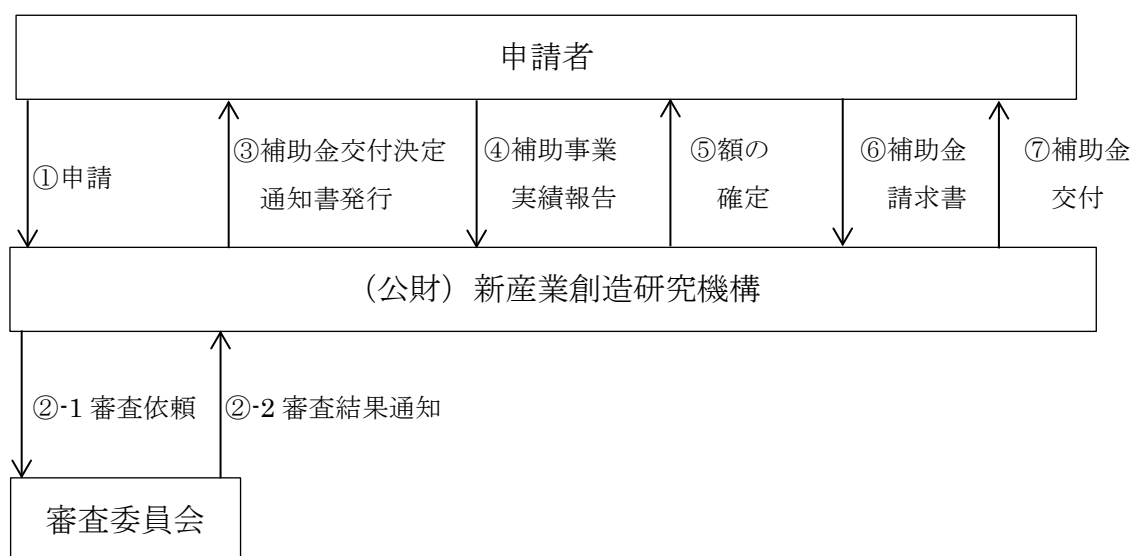 申請者
①申請
③補助金交付決定
通知書発行
④補助事業
実績報告
⑤額の
確定
⑥補助金
請求書
⑦補助金
交付
（公財）新産業創造研究機構
②-1 審査依頼
②-2 審査結果通知
審査委員会